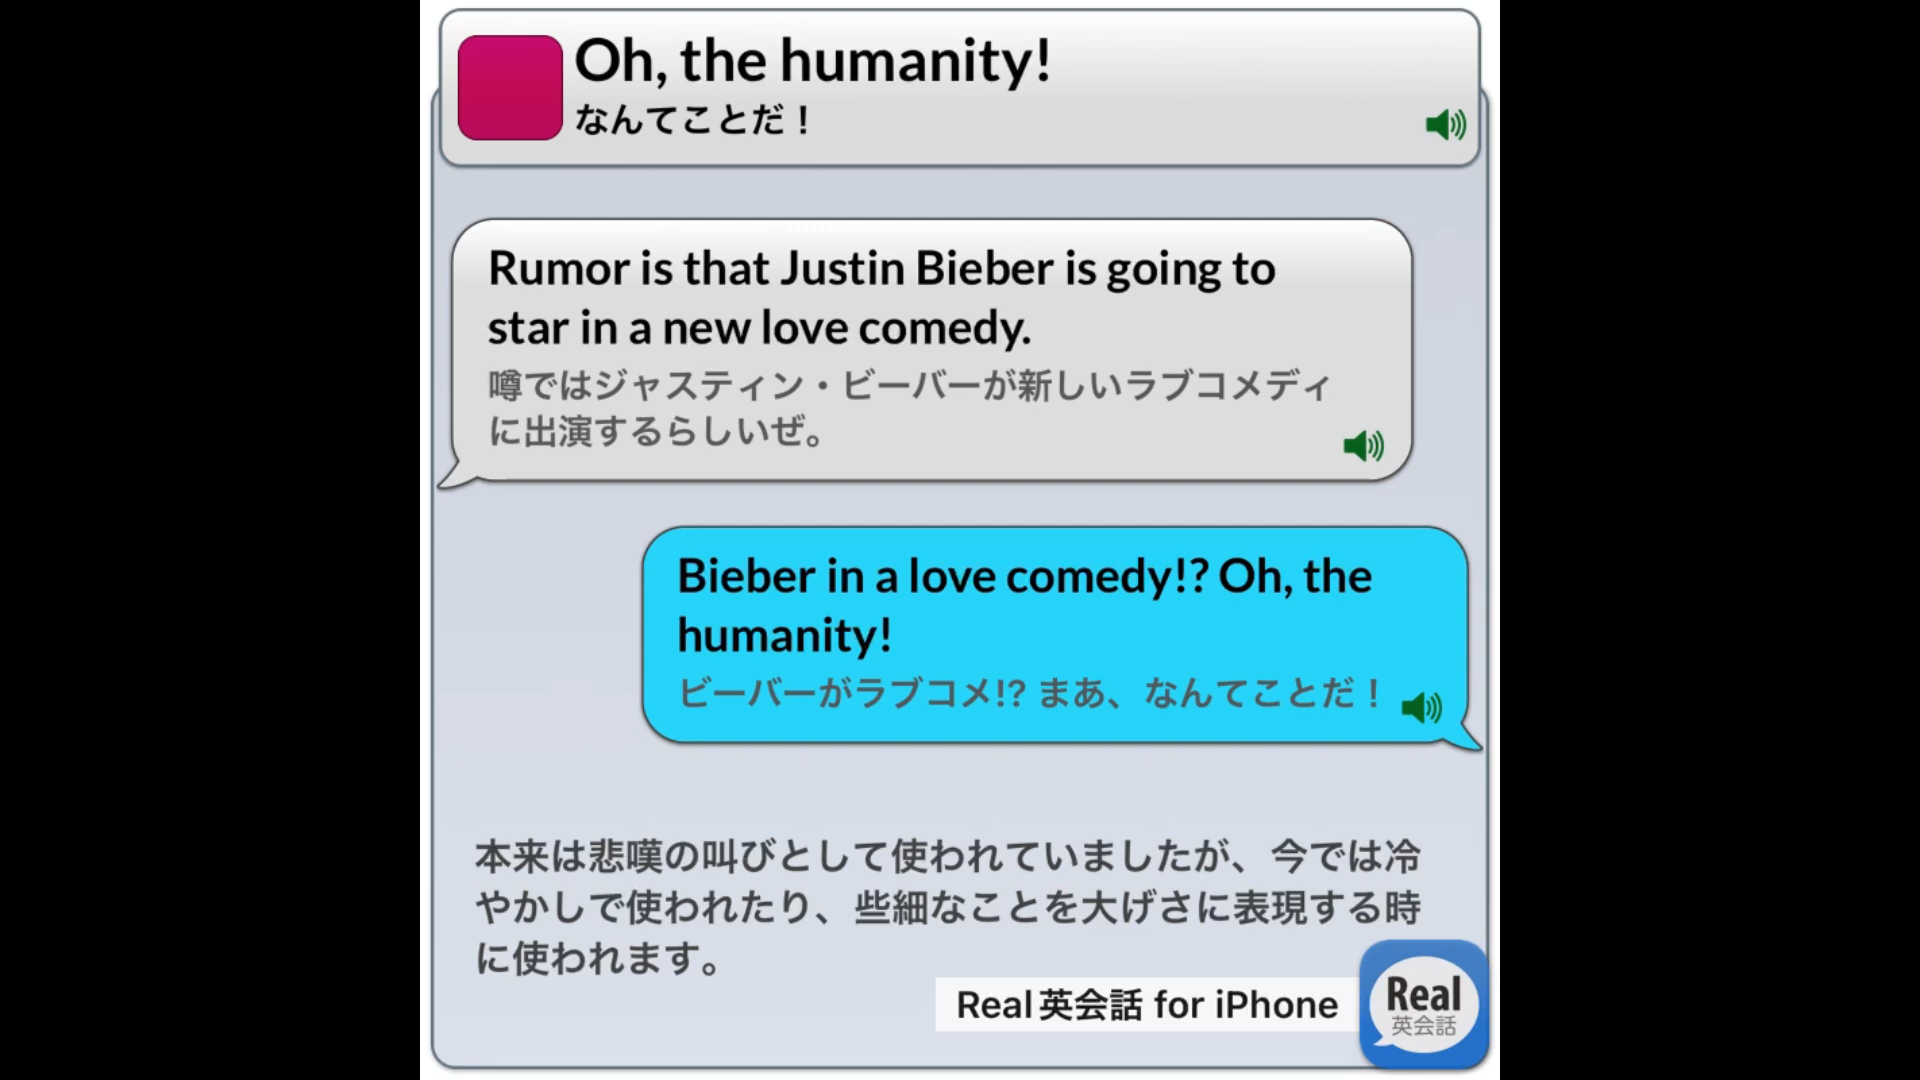 Oh, the humanity!
なんてことだ！
Rumor is that Justin Bieber is going to
star in a new love comedy.
噂ではジャスティン・ビーバーが新しいラブコメディ
に出演するらしいぜ。
Bieber in a love comedy!? Oh, the
humanity!
ビーバーがラブコメ!? まあ、なんてことだ！
本来は悲嘆の叫びとして使われていましたが、今では冷
やかしで使われたり、些細なことを大げさに表現する時
に使われます。
Real英会話 for iPhone
Real
英会話